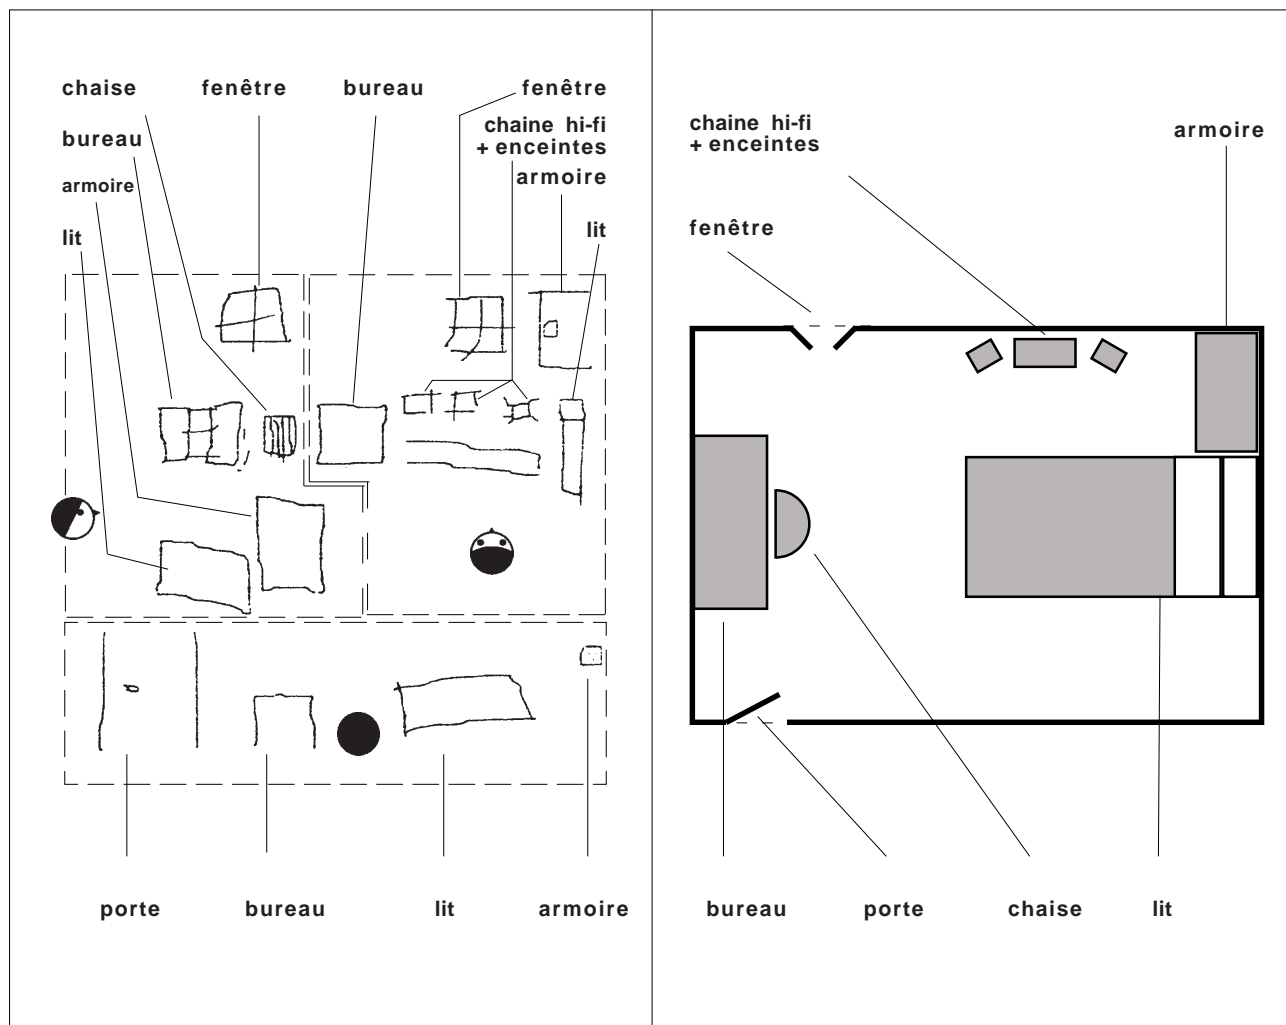 chaise fenêtre bureau fenêtre
chaine hi-fi
+ enceintes
bureau
armoire
armoire
lit
lit
porte bureau lit armoire
chaine hi-fi
+ enceintes
armoire
fenêtre
bureau porte chaise lit